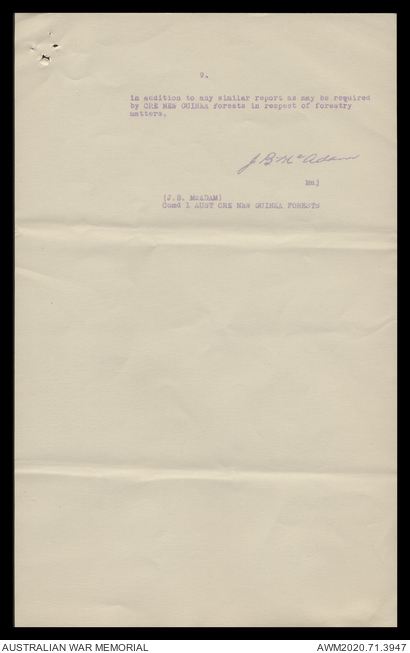 2.
in addition to any similar report as may be required
by CRE NEW GUINEA Forests in respect of forestry
matters.
J B McAdam
Maj
(J.B. McADAM)
Comd 1 AUST CRE NEW GUINEA FORESTS
AUSTRALIAN WAR MEMORIAL
AWM2020.71.3947